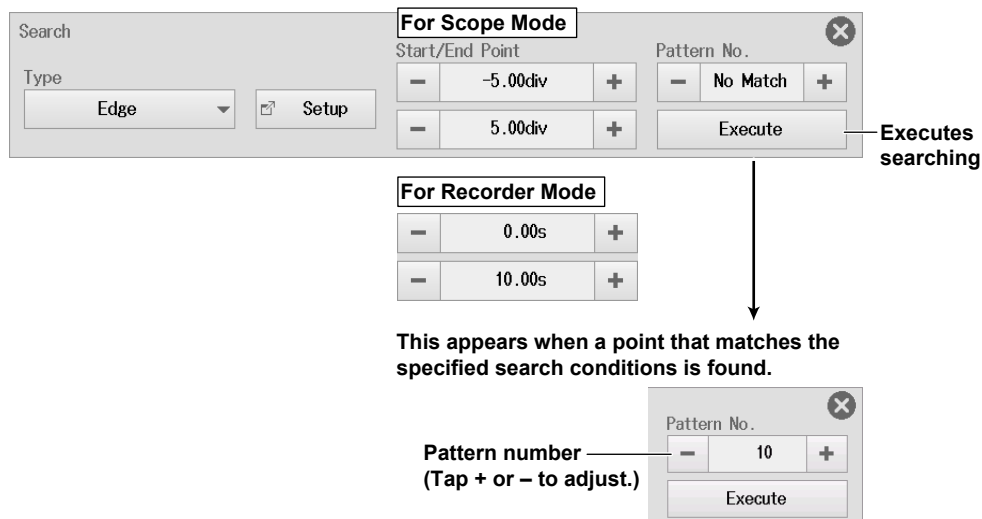 Search
Type
Edge
Setup
For Scope Mode
Start/End Point
− -5.00div +
− 5.00div +
Pattern No.
− No Match +
Execute
Executes
searching
For Recorder Mode
− 0.00s +
− 10.00s +
This appears when a point that matches the
specified search conditions is found.
Pattern No.
− 10 +
Execute
Pattern number
(Tap + or – to adjust.)